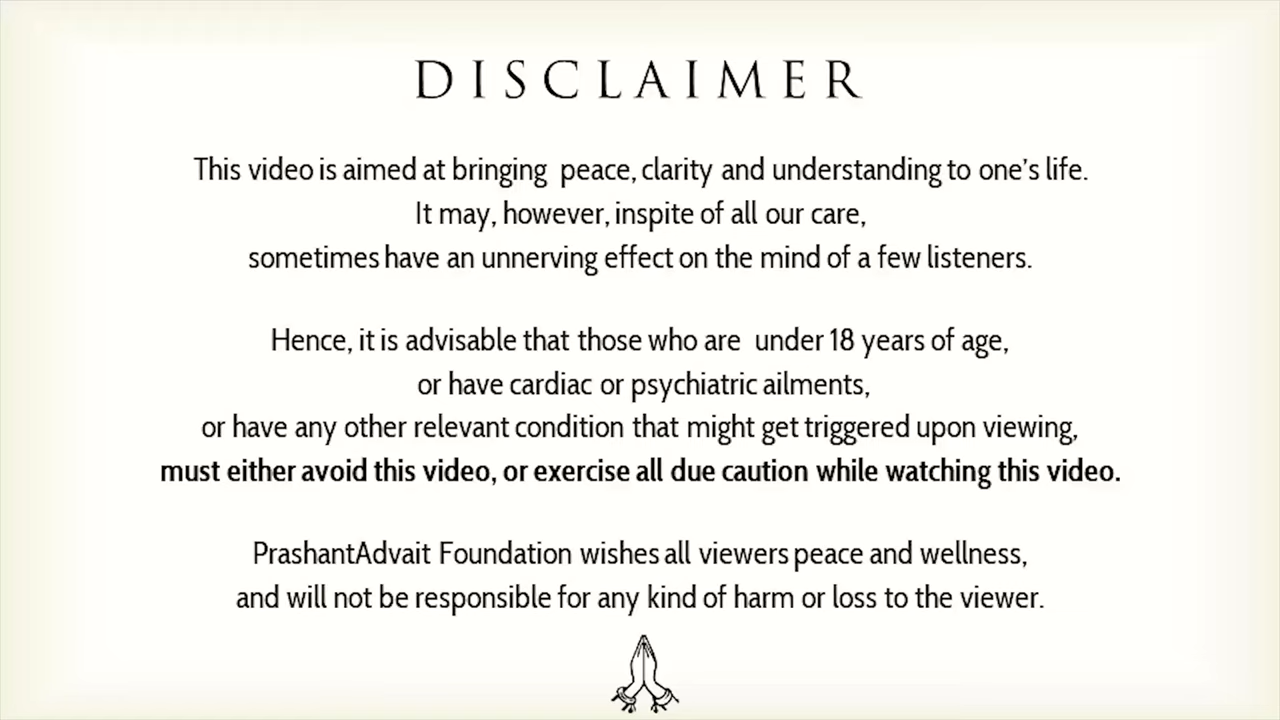 DISCLAIMER
This video is aimed at bringing peace, clarity and understanding to one's life.
It may, however, inspite of all our care,
sometimes have an unnerving effect on the mind of a few listeners.
Hence, it is advisable that those who are under 18 years of age,
or have cardiac or psychiatric ailments,
or have any other relevant condition that might get triggered upon viewing,
must either avoid this video, or exercise all due caution while watching this video.
PrashantAdvait Foundation wishes all viewers peace and wellness,
and will not be responsible for any kind of harm or loss to the viewer.